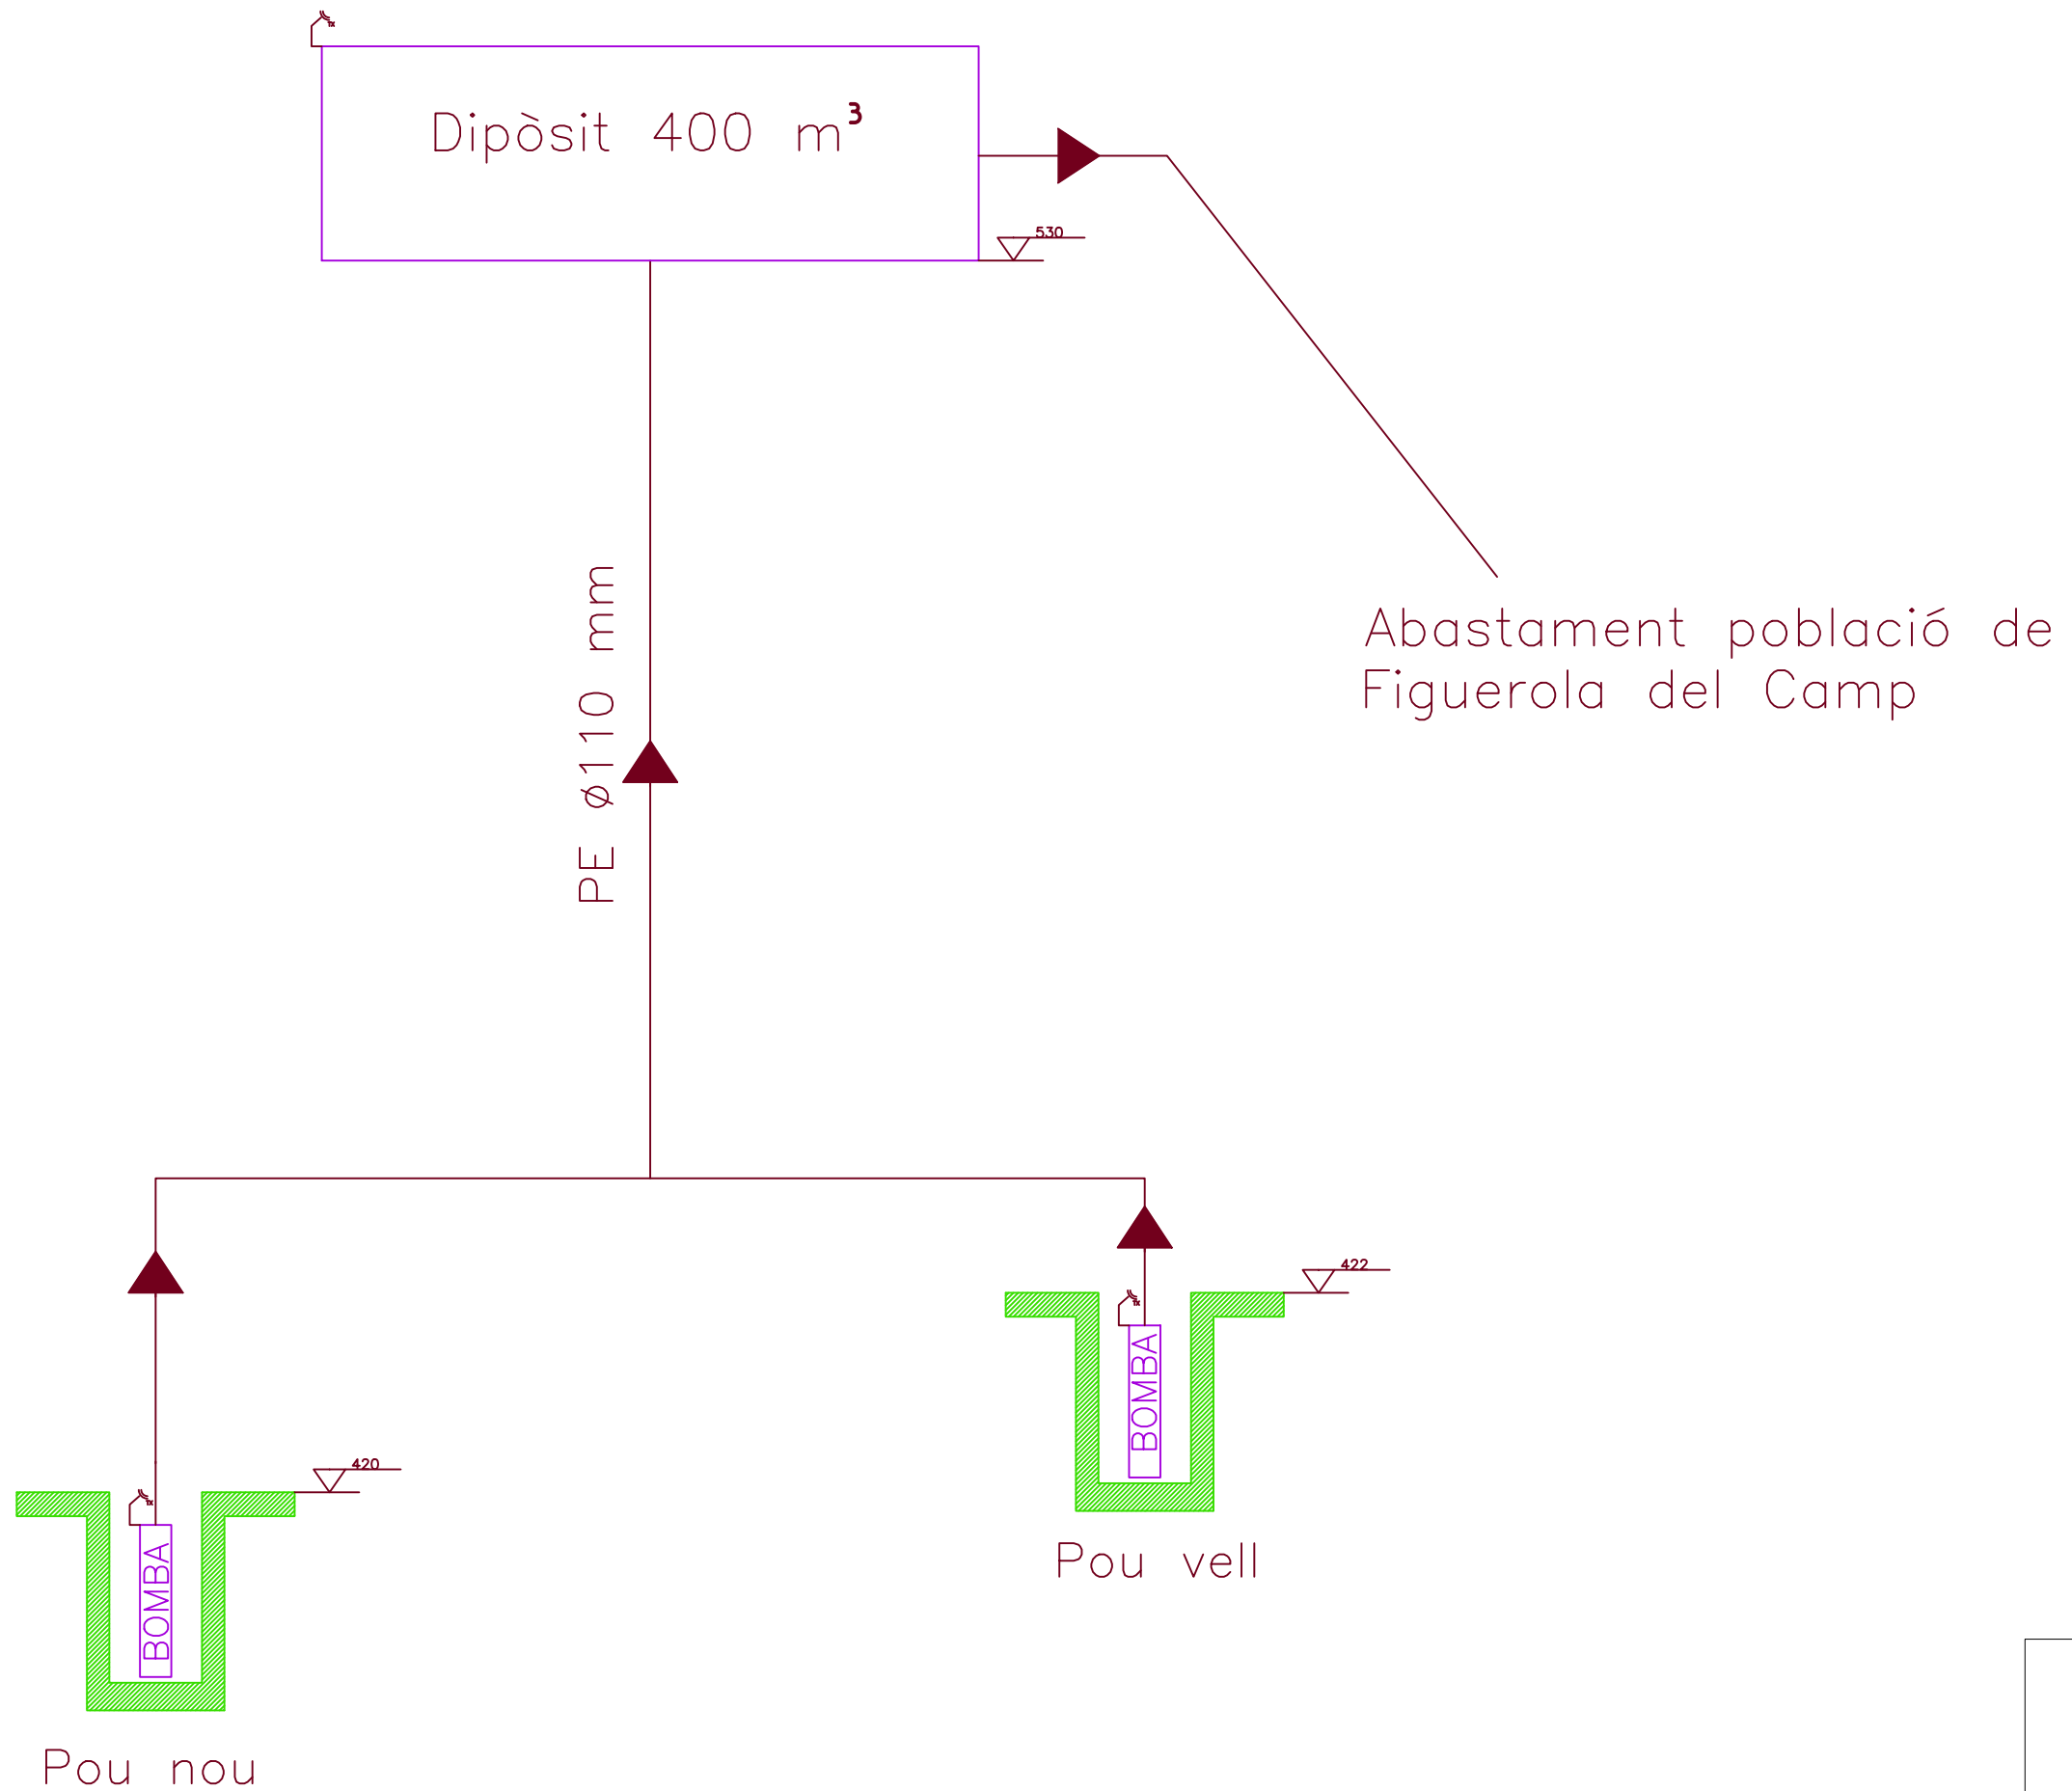 Dipòsit 400 m³
530
Abastament població de
Figuerola del Camp
PE ø110 mm
422
BOMBA
Pou vell
420
BOMBA
Pou nou